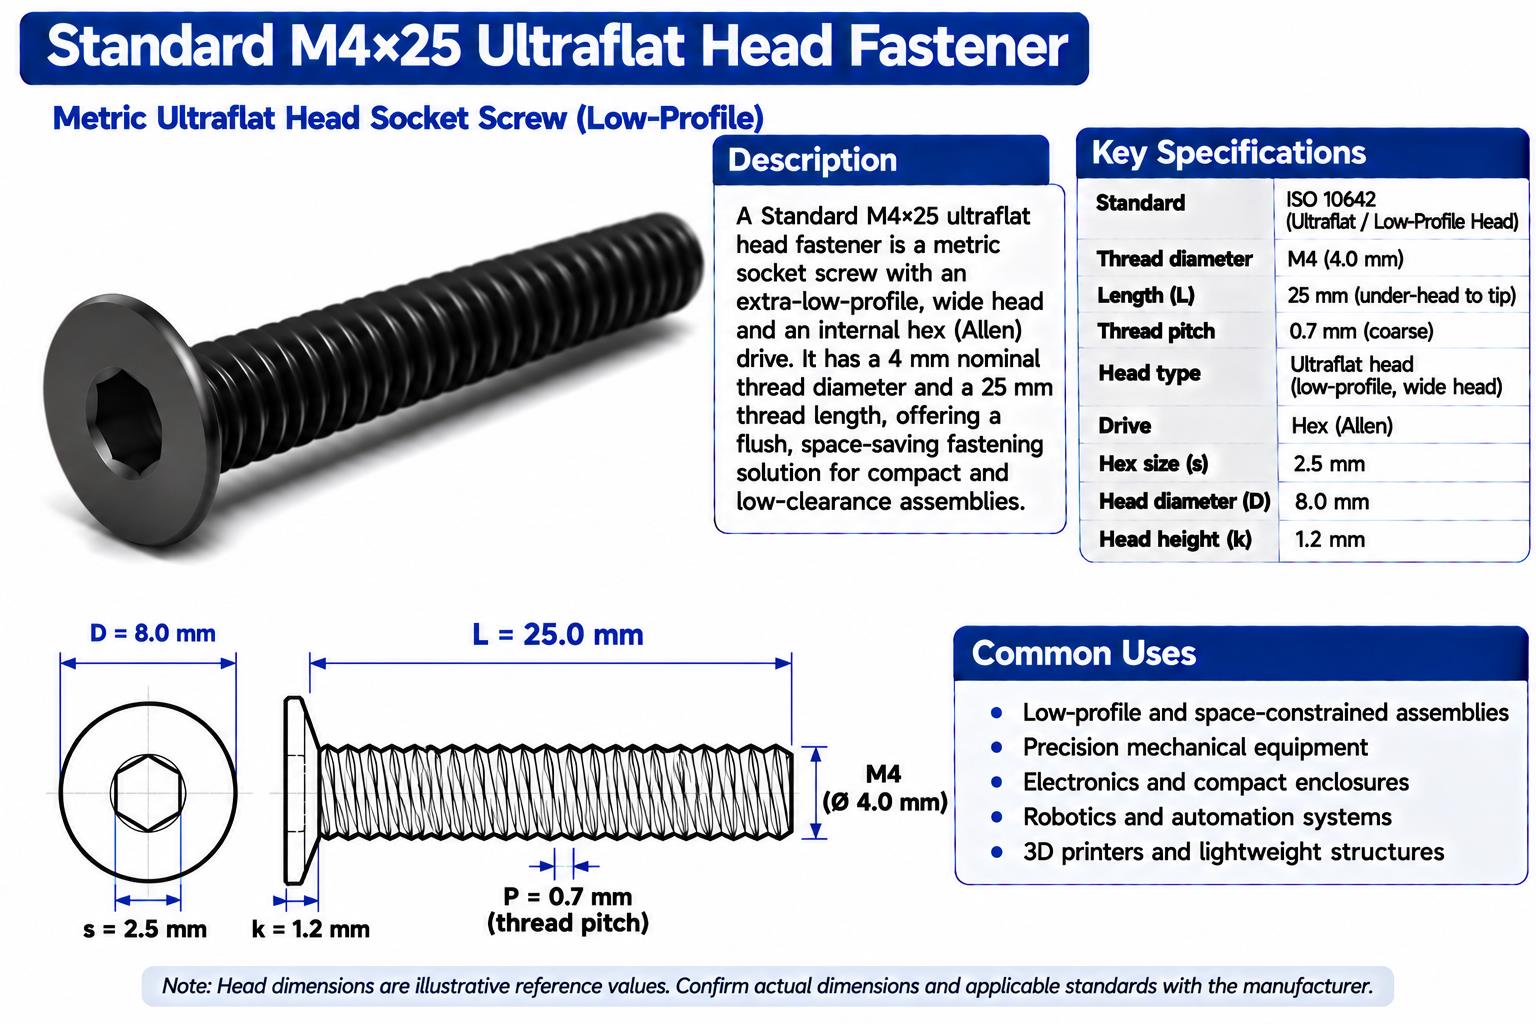 Standard M4×25 Ultraflat Head Fastener
Metric Ultraflat Head Socket Screw (Low-Profile)
Description
A Standard M4×25 ultraflat
head fastener is a metric
socket screw with an
extra-low-profile, wide head
and an internal hex (Allen)
drive. It has a 4 mm nominal
thread diameter and a 25 mm
thread length, offering a
flush, space-saving fastening
solution for compact and
low-clearance assemblies.
Key Specifications
Standard
ISO 10642
(Ultraflat / Low-Profile Head)
Thread diameter
M4 (4.0 mm)
Length (L)
25 mm (under-head to tip)
Thread pitch
0.7 mm (coarse)
Head type
Ultraflat head
(low-profile, wide head)
Drive
Hex (Allen)
Hex size (s)
2.5 mm
Head diameter (D)
8.0 mm
Head height (k)
1.2 mm
D = 8.0 mm
L = 25.0 mm
M4
(Ø 4.0 mm)
s = 2.5 mm
k = 1.2 mm
P = 0.7 mm
(thread pitch)
Common Uses
• Low-profile and space-constrained assemblies
• Precision mechanical equipment
• Electronics and compact enclosures
• Robotics and automation systems
• 3D printers and lightweight structures
Note: Head dimensions are illustrative reference values. Confirm actual dimensions and applicable standards with the manufacturer.